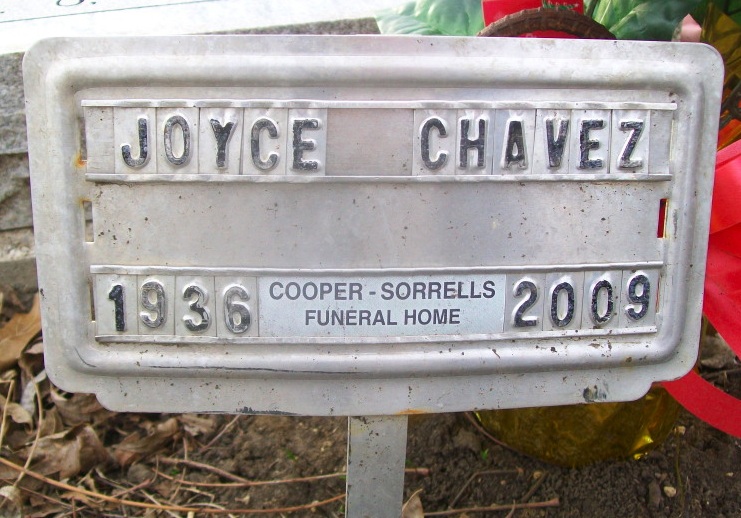 JOYCE CHAVEZ
1936 COOPER - SORRELLS FUNERAL HOME 2009